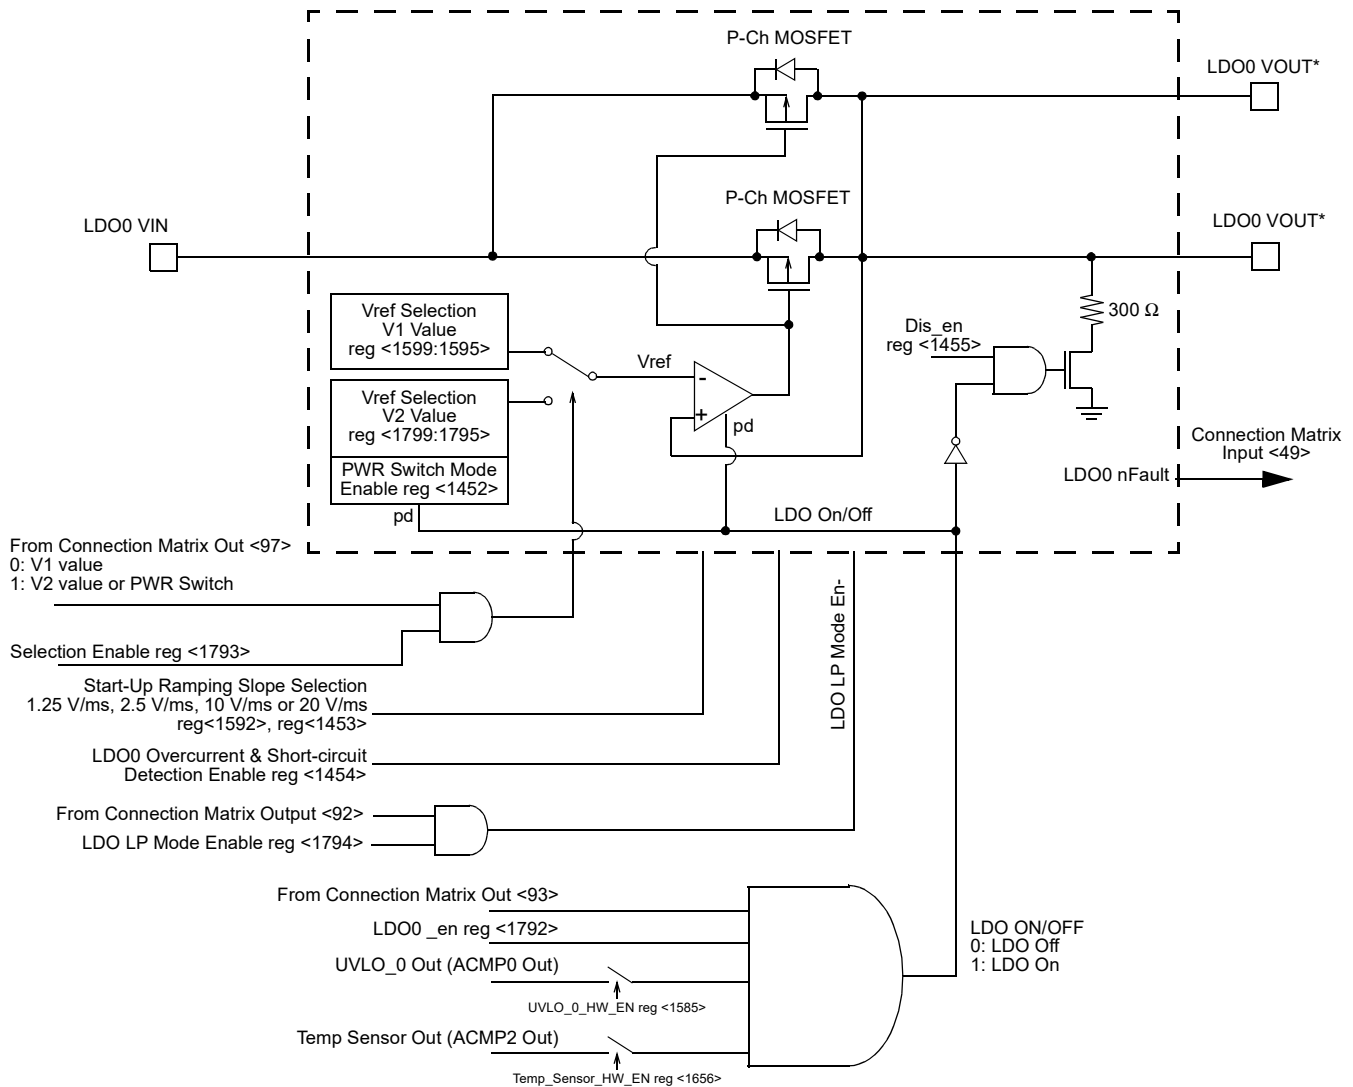 P-Ch MOSFET
LDO0 VOUT*
P-Ch MOSFET
LDO0 VOUT*
LDO0 VIN
Vref Selection
V1 Value
reg <1599:1595>
Vref
-
+
pd
Vref Selection
V2 Value
reg <1799:1795>
PWR Switch Mode
Enable reg <1452>
pd
Dis_en
reg <1455>
300 Ω
Connection Matrix
Input <49>
LDO0 nFault
LDO On/Off
From Connection Matrix Out <97>
0: V1 value
1: V2 value or PWR Switch
Selection Enable reg <1793>
Start-Up Ramping Slope Selection
1.25 V/ms, 2.5 V/ms, 10 V/ms or 20 V/ms
reg<1592>, reg<1453>
LDO0 Overcurrent & Short-circuit
Detection Enable reg <1454>
LDO LP Mode En-
From Connection Matrix Output <92>
LDO LP Mode Enable reg <1794>
From Connection Matrix Out <93>
LDO0 _en reg <1792>
UVLO_0 Out (ACMP0 Out)
UVLO_0_HW_EN reg <1585>
Temp Sensor Out (ACMP2 Out)
Temp_Sensor_HW_EN reg <1656>
LDO ON/OFF
0: LDO Off
1: LDO On